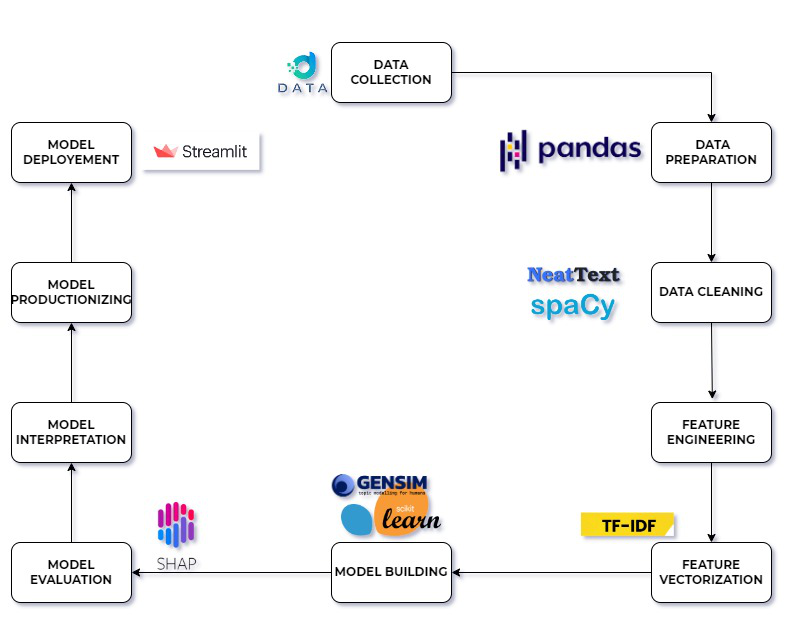 DATA
COLLECTION
DATA
MODEL
DEPLOYEMENT
Streamlit
pandas
DATA
PREPARATION
NeatText
spaCy
DATA CLEANING
MODEL
PRODUCTIONIZING
MODEL
INTERPRETATION
FEATURE
ENGINEERING
GENSIM
topic modelling for humans
scikit
learn
TF-IDF
SHAP
MODEL
EVALUATION
MODEL BUILDING
FEATURE
VECTORIZATION